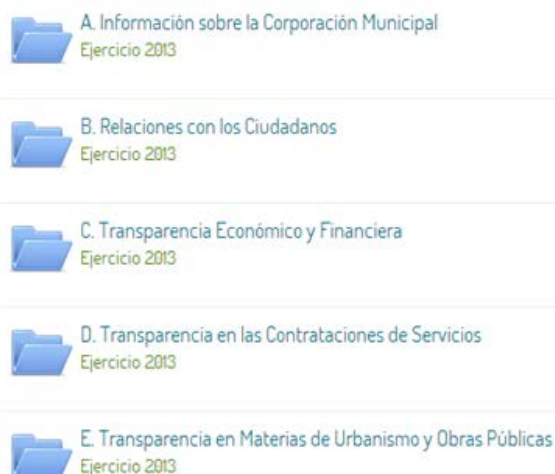 A. Información sobre la Corporación Municipal
Ejercicio 2013
B. Relaciones con los Ciudadanos
Ejercicio 2013
C. Transparencia Económico y Financiera
Ejercicio 2013
D. Transparencia en las Contrataciones de Servicios
Ejercicio 2013
E. Transparencia en Materias de Urbanismo y Obras Públicas
Ejercicio 2013